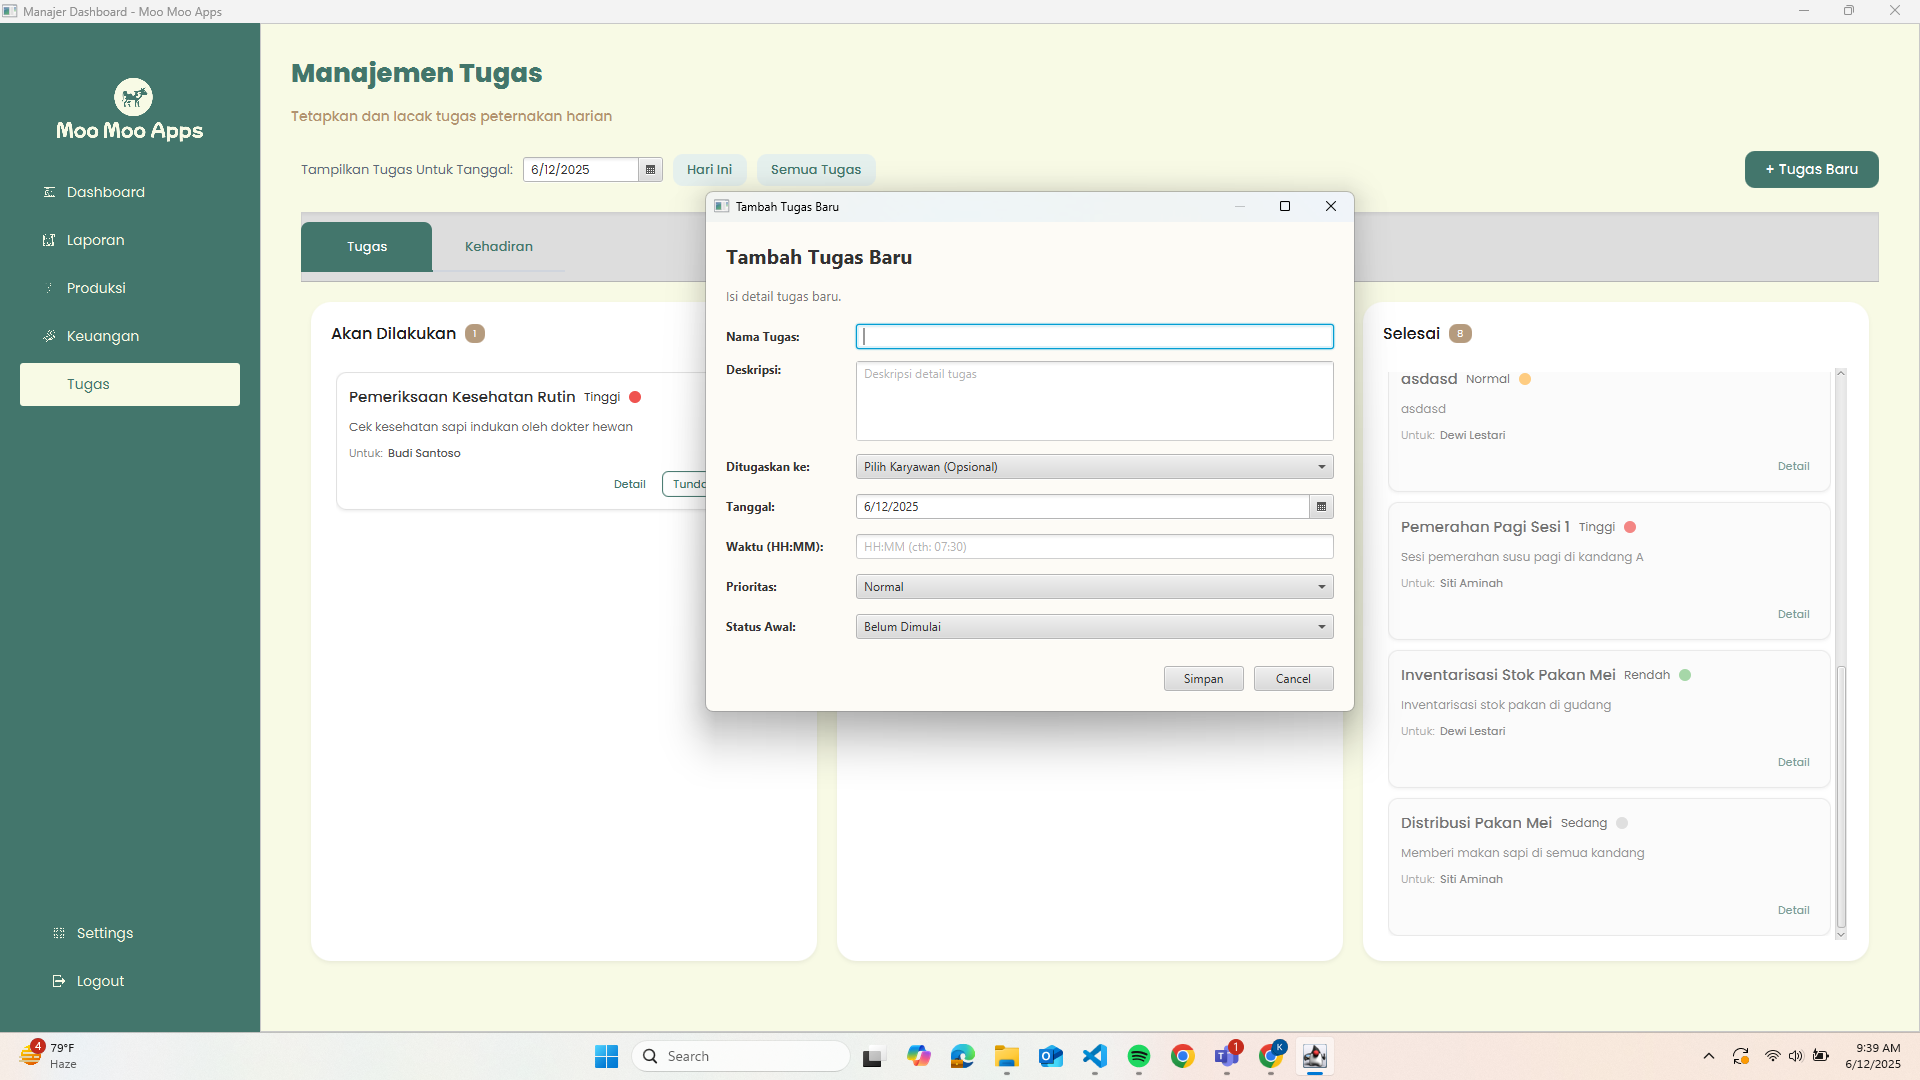 Manajer Dashboard - Moo Moo Apps
Moo Moo Apps
Dashboard
Laporan
Produksi
Keuangan
Tugas
Settings
Logout
Manajemen Tugas
Tetapkan dan lacak tugas peternakan harian
Tampilkan Tugas Untuk Tanggal: 6/12/2025 Hari Ini Semua Tugas
+ Tugas Baru
Tugas Kehadiran
Akan Dilakukan 1
Pemeriksaan Kesehatan Rutin Tinggi
Cek kesehatan sapi indukan oleh dokter hewan
Untuk: Budi Santoso
Detail
Tambah Tugas Baru
Tambah Tugas Baru
Isi detail tugas baru.
Nama Tugas:
Deskripsi: Deskripsi detail tugas
Ditugaskan ke: Pilih Karyawan (Opsional)
Tanggal: 6/12/2025
Waktu (HH:MM): HH:MM (cth: 07:30)
Prioritas: Normal
Status Awal: Belum Dimulai
Simpan Cancel
Selesai 8
asdasd Normal
asdasd
Untuk: Dewi Lestari
Detail
Pemerahan Pagi Sesi 1 Tinggi
Sesi pemerahan susu pagi di kandang A
Untuk: Siti Aminah
Detail
Inventarisasi Stok Pakan Mei Rendah
Inventarisasi stok pakan di gudang
Untuk: Dewi Lestari
Detail
Distribusi Pakan Mei Sedang
Memberi makan sapi di semua kandang
Untuk: Siti Aminah
Detail
4
79°F
Haze
Search
1
K
9:39 AM
6/12/2025